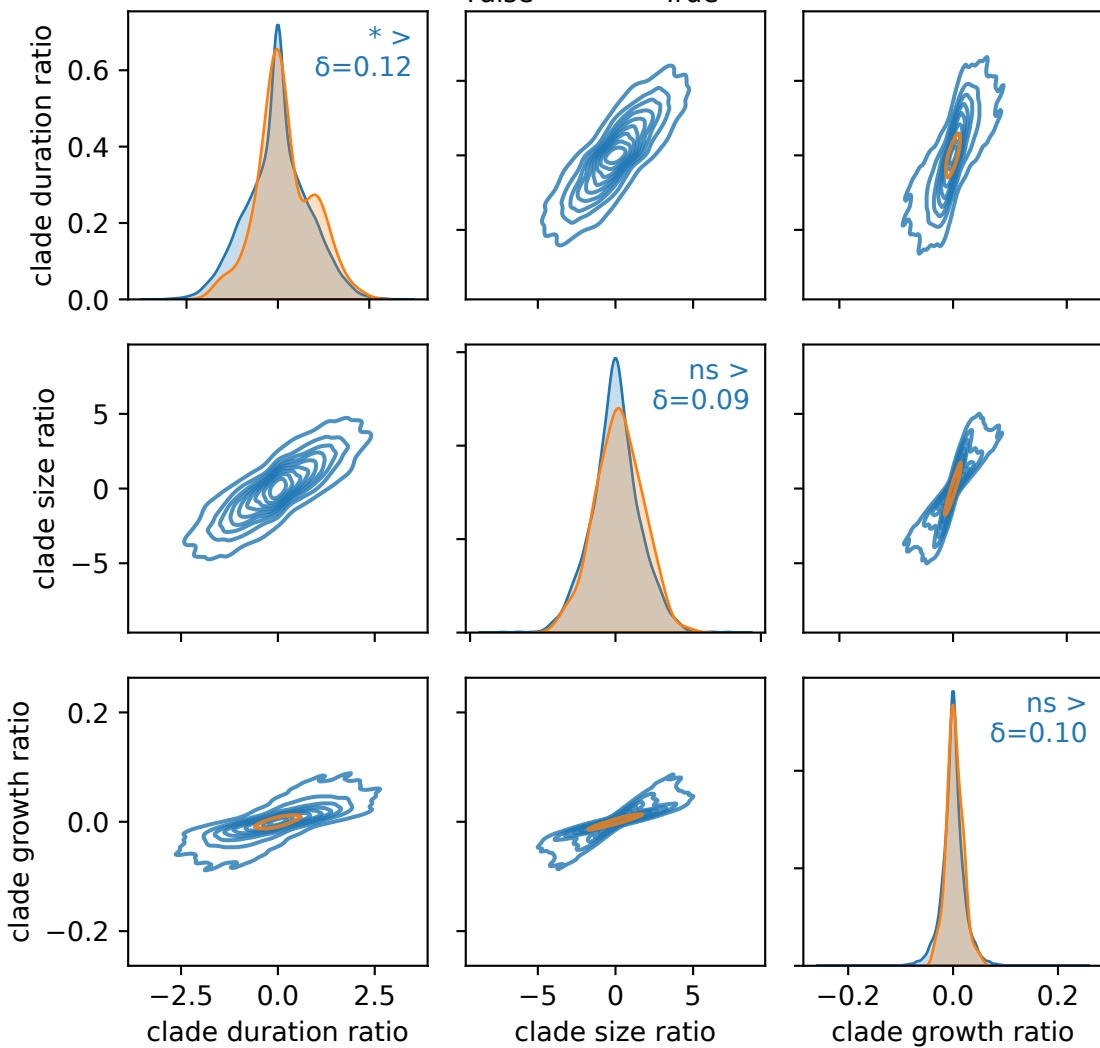 clade duration ratio
0.6
0.4
0.2
0.0
* >
δ=0.12
clade size ratio
5
0
−5
ns >
δ=0.09
clade growth ratio
0.2
0.0
−0.2
ns >
δ=0.10
−2.5 0.0 2.5
−5 0 5
−0.2 0.0 0.2
clade duration ratio
clade size ratio
clade growth ratio